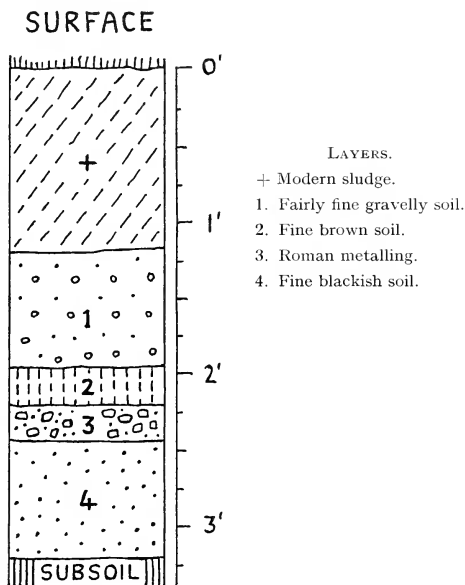 SURFACE
0'
+
1'
1
2'
2
3
4
3'
SUBSOIL
LAYERS.
+ Modern sludge.
1. Fairly fine gravelly soil.
2. Fine brown soil.
3. Roman metalling.
4. Fine blackish soil.